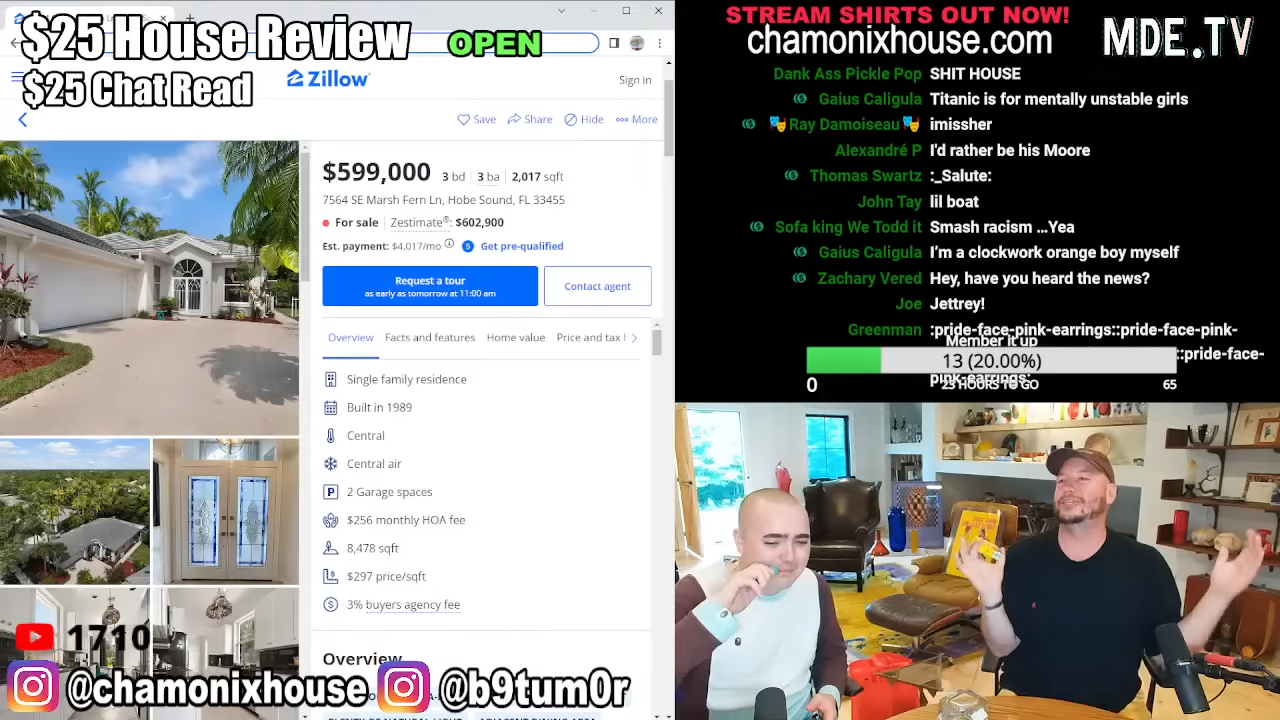 $25 House Review
OPEN
$25 Chat Read
Zillow
Sign in
Save
Share
Hide
More
$599,000
3 bd
3 ba
2,017 sqft
7564 SE Marsh Fern Ln, Hobe Sound, FL 33455
For sale
Zestimate®: $602,900
Est. payment: $4,017/mo
Get pre-qualified
Request a tour
as early as tomorrow at 11:00 am
Contact agent
Overview
Facts and features
Home value
Price and tax
Single family residence
Built in 1989
Central
Central air
2 Garage spaces
$256 monthly HOA fee
8,478 sqft
$297 price/sqft
3% buyers agency fee
Overview
1710
@chamonixhouse
@b9tum0r
STREAM SHIRTS OUT NOW!
chamonixhouse.com
MDE.TV
Dank Ass Pickle Pop SHIT HOUSE
Gaius Caligula Titanic is for mentally unstable girls
Ray Damoiseau imissher
Alexandré P I'd rather be his Moore
Thomas Swartz :_Salute:
John Tay lil boat
Sofa king We Todd it Smash racism …Yea
Gaius Caligula I'm a clockwork orange boy myself
Zachary Vered Hey, have you heard the news?
Joe Jettrey!
Greenman :pride-face-pink-earrings::pride-face-pink-
Member it up
::pride-face-
13 (20.00%)
pink-earrings:
0
23 HOURS TO GO
65